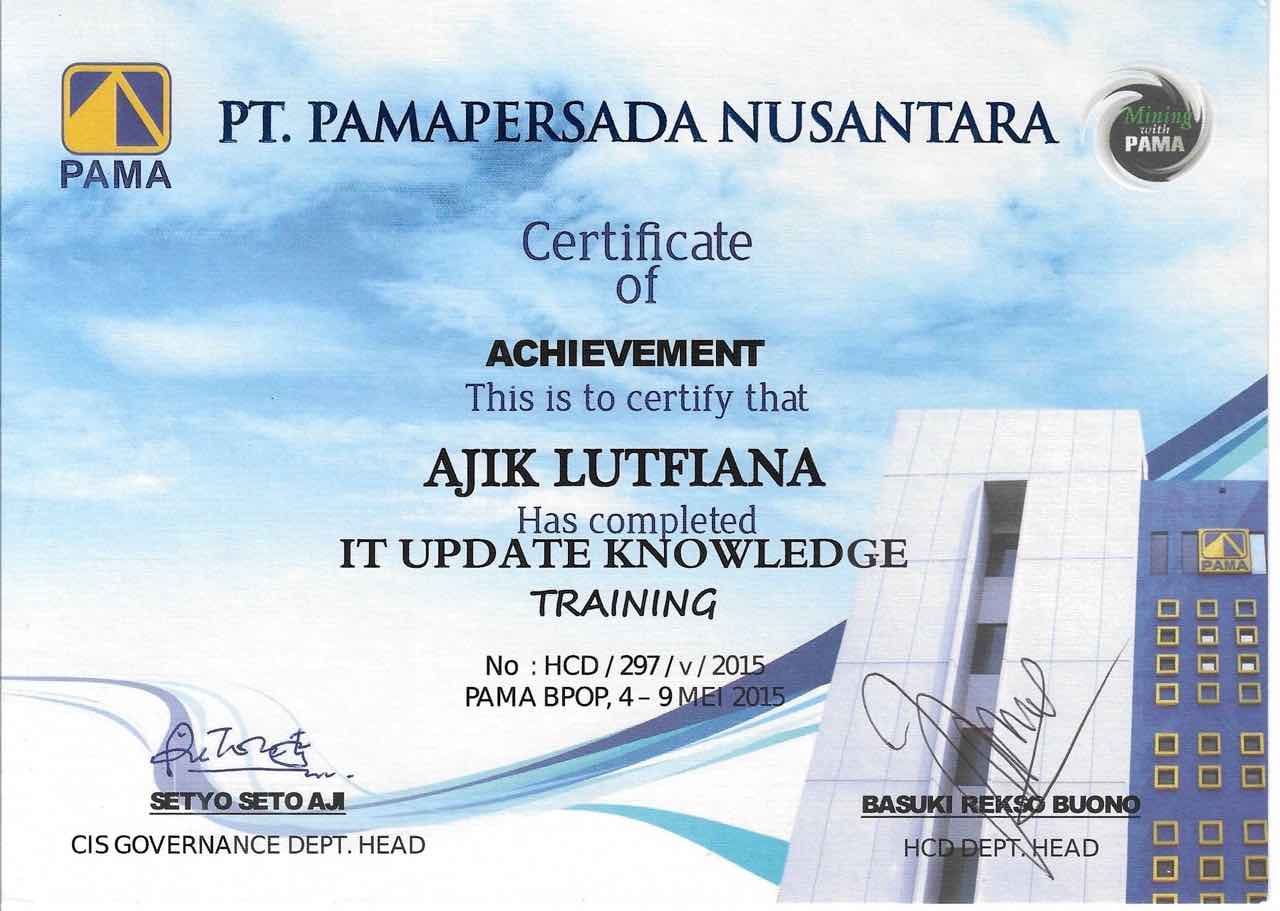 PAMA
PT. PAMAPERSADA NUSANTARA
Mining
with
PAMA
Certificate
of
ACHIEVEMENT
This is to certify that
AJIK LUTFIANA
Has completed
IT UPDATE KNOWLEDGE
TRAINING
No : HCD / 297 / v / 2015
PAMA BPOP, 4 – 9 MEI 2015
PAMA
SETYO SETO AJI
CIS GOVERNANCE DEPT. HEAD
BASUKI REKSO BUONO
HCD DEPT. HEAD